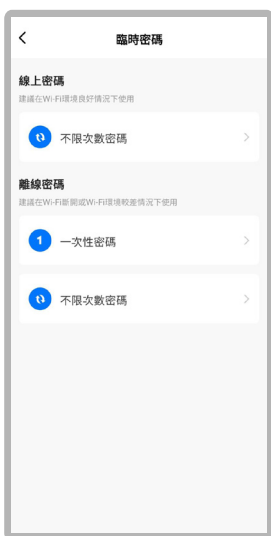 臨時密碼
線上密碼
建議在Wi-Fi環境良好情況下使用
不限次數密碼
離線密碼
建議在Wi-Fi斷開或Wi-Fi環境較差情況下使用
1 一次性密碼
不限次數密碼